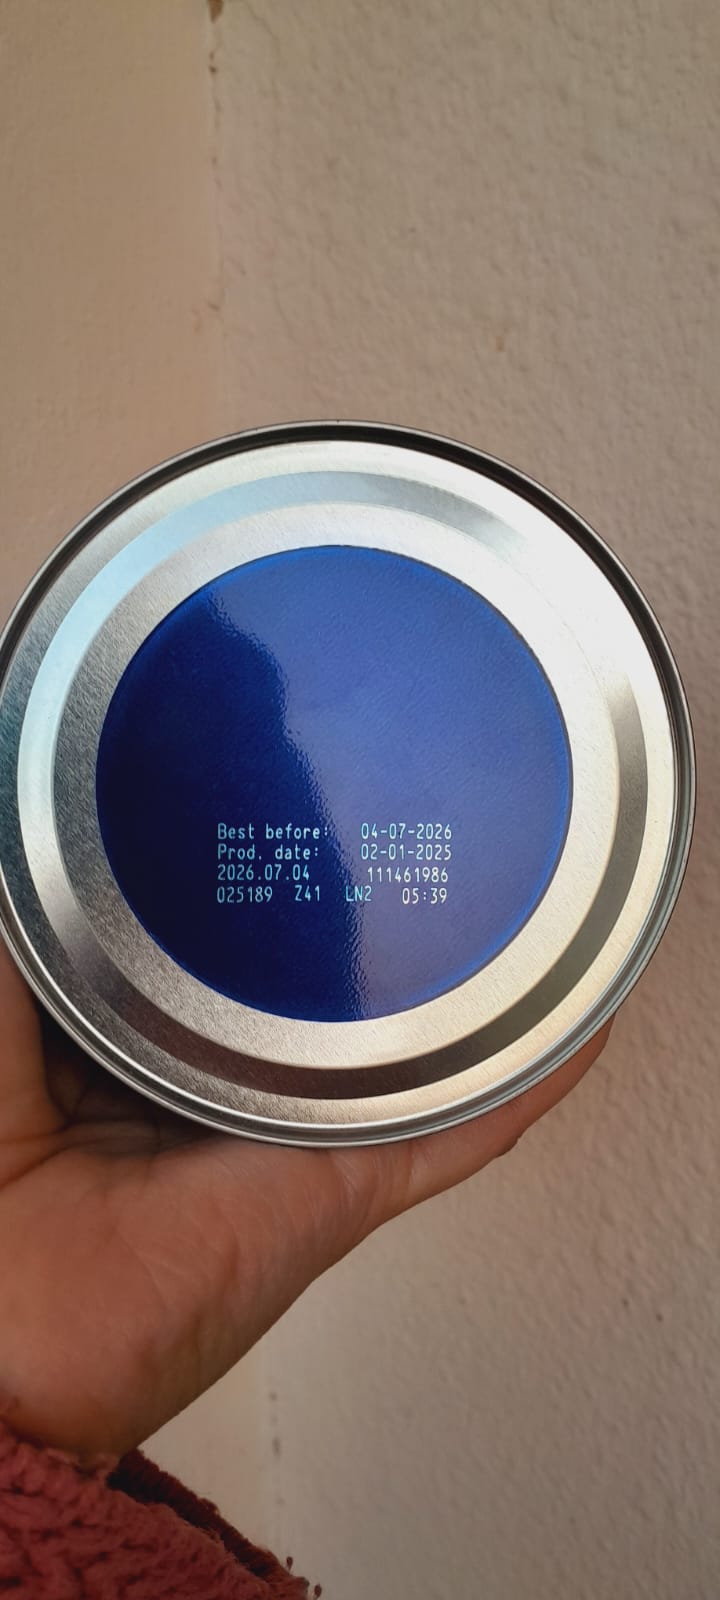 Best before: 04-07-2026
Prod. date: 02-01-2025
2026.07.04 111461986
025189 Z41 LN2 05:39